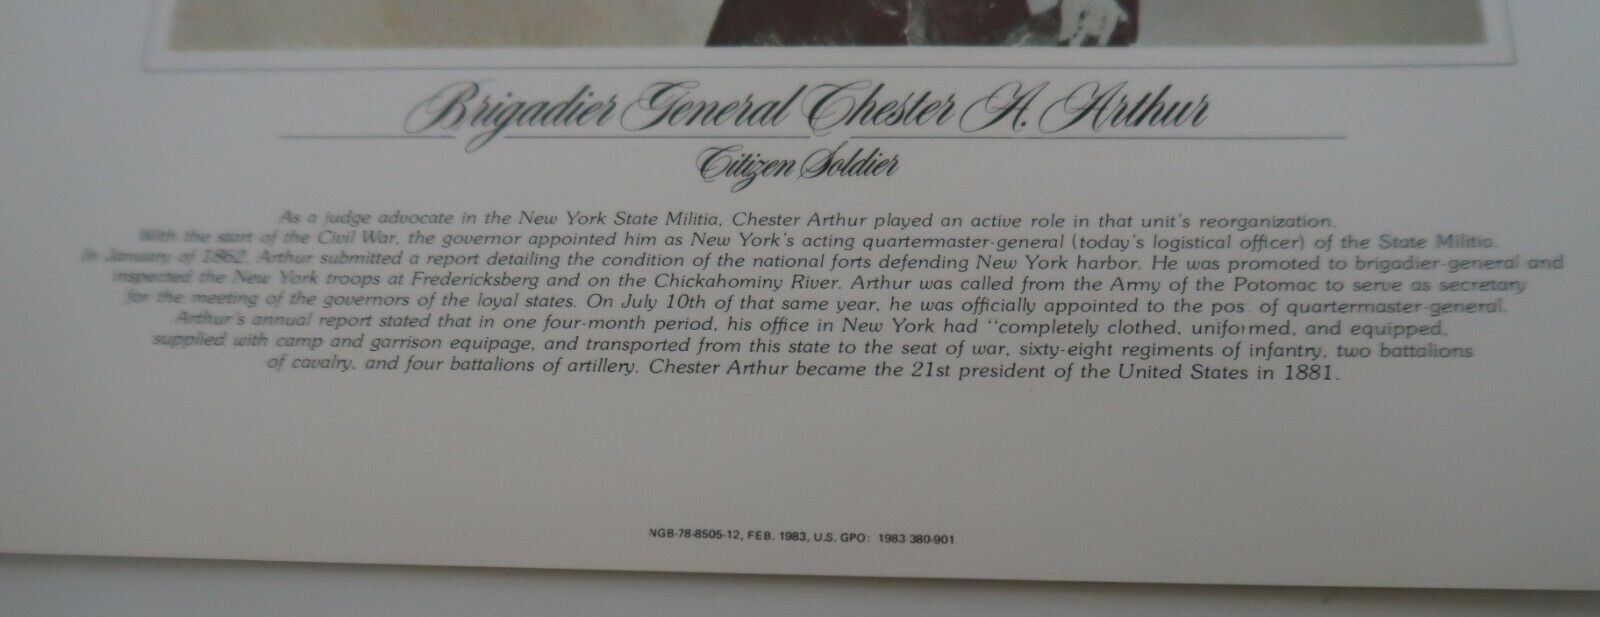 Brigadier General Chester A. Arthur
Citizen Soldier
As a judge advocate in the New York State Militia, Chester Arthur played an active role in that unit's reorganization.
With the start of the Civil War, the governor appointed him as New York's acting quartermaster-general (today's logistical officer) of the State Militia.
In January of 1862, Arthur submitted a report detailing the condition of the national forts defending New York harbor. He was promoted to brigadier-general and
inspected the New York troops at Fredericksberg and on the Chickahominy River. Arthur was called from the Army of the Potomac to serve as secretary
for the meeting of the governors of the loyal states. On July 10th of that same year, he was officially appointed to the pos of quartermaster-general.
Arthur's annual report stated that in one four-month period, his office in New York had "completely clothed, uniformed, and equipped,
supplied with camp and garrison equipage, and transported from this state to the seat of war, sixty-eight regiments of infantry, two battalions
of cavalry, and four battalions of artillery. Chester Arthur became the 21st president of the United States in 1881.
NGB-78-8505-12, FEB. 1983, U.S. GPO: 1983 380-901